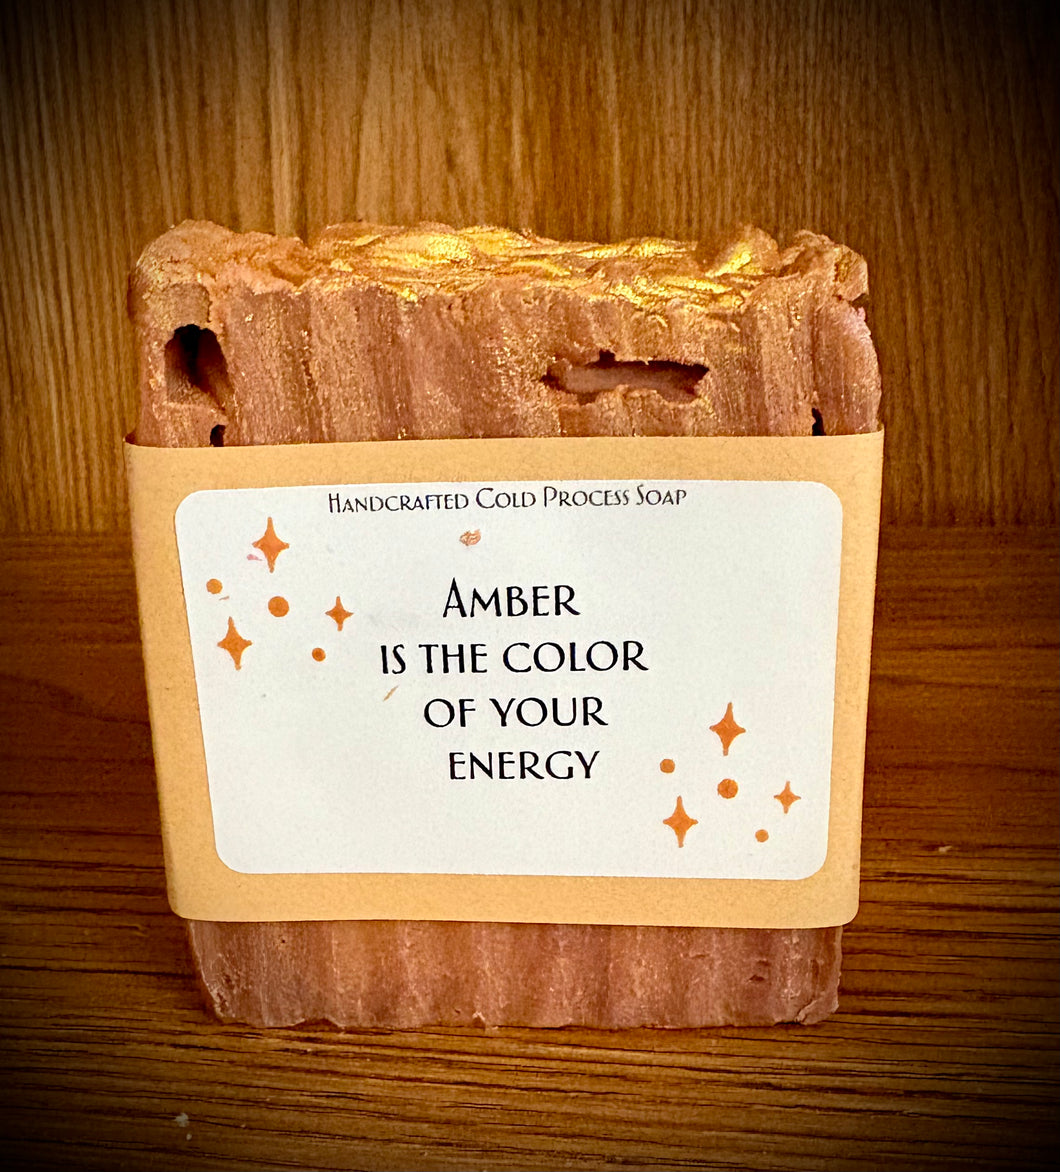 Handcrafted Cold Process Soap
Amber
is the color
of your
energy